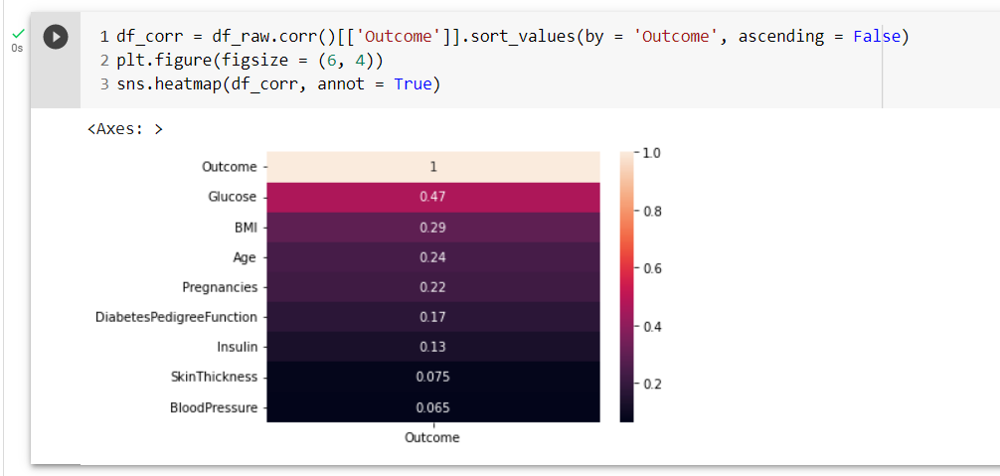 0s
1 df_corr = df_raw.corr()[['Outcome']].sort_values(by = 'Outcome', ascending = False)
2 plt.figure(figsize = (6, 4))
3 sns.heatmap(df_corr, annot = True)
<Axes: >
Outcome 1
Glucose 0.47
BMI 0.29
Age 0.24
Pregnancies 0.22
DiabetesPedigreeFunction 0.17
Insulin 0.13
SkinThickness 0.075
BloodPressure 0.065
Outcome
1.0
0.8
0.6
0.4
0.2